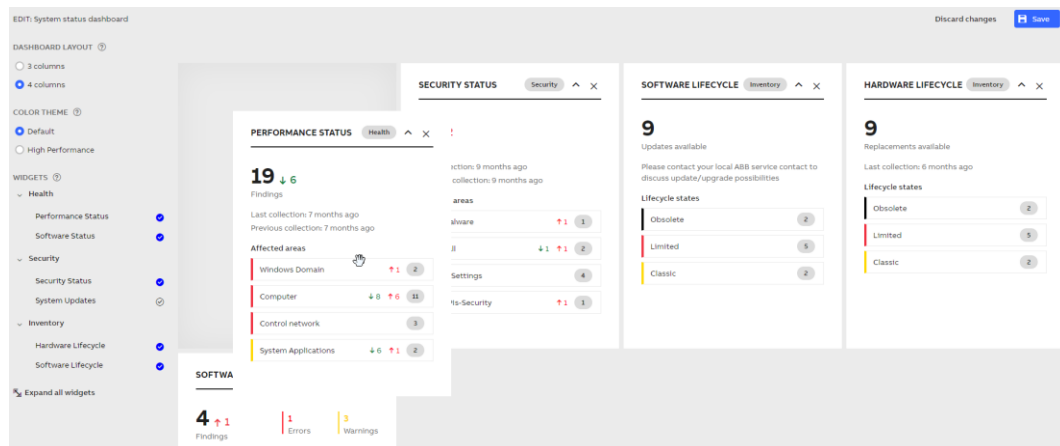 EDIT: System status dashboard
Discard changes
Save
DASHBOARD LAYOUT
3 columns
4 columns
COLOR THEME
Default
High Performance
WIDGETS
Health
Performance Status
Software Status
Security
Security Status
System Updates
Inventory
Hardware Lifecycle
Software Lifecycle
Expand all widgets
PERFORMANCE STATUS Health
19 ↓ 6
Findings
Last collection: 7 months ago
Previous collection: 7 months ago
Affected areas
Windows Domain ↑ 1 2
Computer ↓ 8 ↑ 6 11
Control network 3
System Applications ↓ 6 ↑ 1 2
SOFTWA
4 ↑ 1
Findings
1
Errors
3
Warnings
SECURITY STATUS Security
ction: 9 months ago
collection: 9 months ago
areas
alware ↑ 1 1
ll ↓ 1 ↑ 1 2
Settings 4
is-Security ↑ 1 1
SOFTWARE LIFECYCLE Inventory
9
Updates available
Please contact your local ABB service contact to
discuss update/upgrade possibilities
Lifecycle states
Obsolete 2
Limited 5
Classic 2
HARDWARE LIFECYCLE Inventory
9
Replacements available
Last collection: 6 months ago
Lifecycle states
Obsolete 2
Limited 5
Classic 2